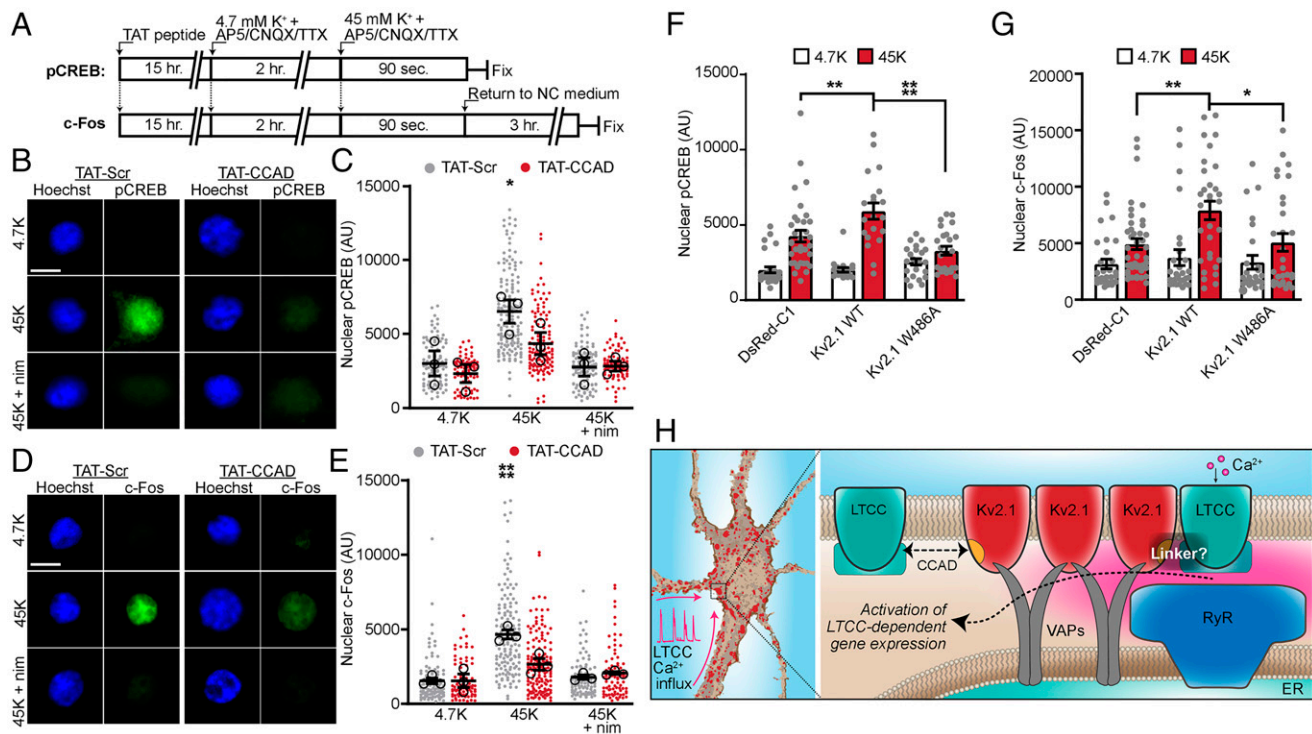 A
TAT peptide
4.7 mM K⁺ +
AP5/CNQX/TTX
45 mM K⁺ +
AP5/CNQX/TTX
pCREB:
15 hr.
2 hr.
90 sec.
Fix
Return to NC medium
c-Fos
15 hr.
2 hr.
90 sec.
3 hr.
Fix
B
TAT-Scr
TAT-CCAD
Hoechst
pCREB
Hoechst
pCREB
4.7K
45K
45K + nim
C
TAT-Scr
TAT-CCAD
Nuclear pCREB (AU)
15000
10000
5000
0
*
4.7K
45K
45K
+ nim
D
TAT-Scr
TAT-CCAD
Hoechst
c-Fos
Hoechst
c-Fos
4.7K
45K
45K + nim
E
TAT-Scr
TAT-CCAD
Nuclear c-Fos (AU)
15000
10000
5000
0
**
**
4.7K
45K
45K
+ nim
F
4.7K
45K
Nuclear pCREB (AU)
15000
10000
5000
0
**
**
**
DsRed-C1
Kv2.1 WT
Kv2.1 W486A
G
4.7K
45K
Nuclear c-Fos (AU)
20000
15000
10000
5000
0
**
*
DsRed-C1
Kv2.1 WT
Kv2.1 W486A
H
LTCC
Ca²⁺
influx
Ca²⁺
LTCC
Kv2.1
Kv2.1
Kv2.1
LTCC
CCAD
Linker?
Activation of
LTCC-dependent
gene expression
VAPs
RyR
ER